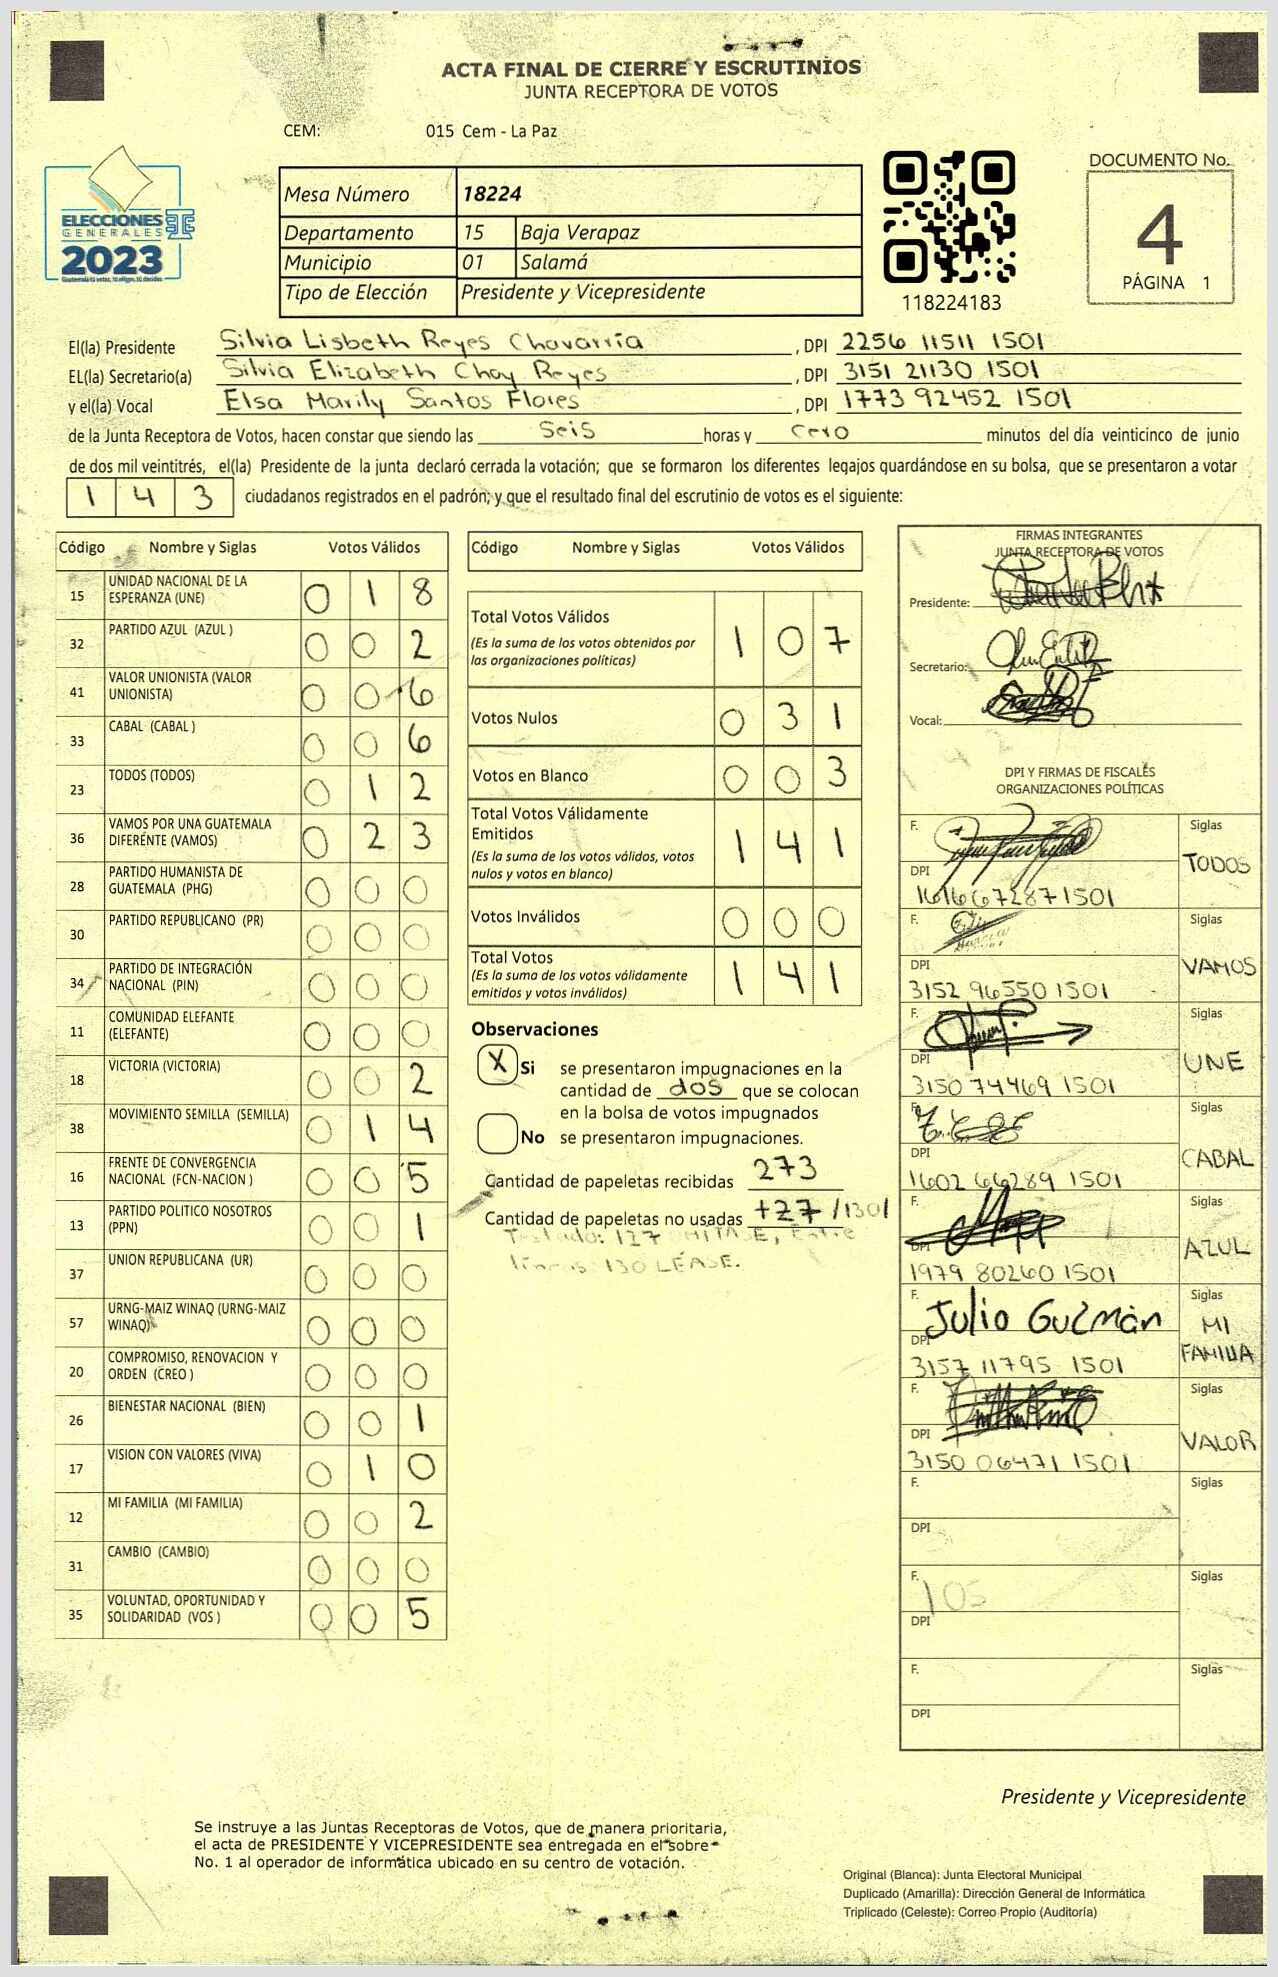 ACTA FINAL DE CIERRE Y ESCRUTINIOS
JUNTA RECEPTORA DE VOTOS
CEM: 015 Cem - La Paz
ELECCIONES
GENERALES
2023
Mesa Número 18224
Departamento 15 Baja Verapaz
Municipio 01 Salamá
Tipo de Elección Presidente y Vicepresidente
118224183
DOCUMENTO No.
4
PÁGINA 1
El(la) Presidente Silvia Lisbeth Reyes Chavarría, DPI 2256 11511 1501
EL(la) Secretario(a) Silvia Elizabeth Choy Reyes, DPI 3151 21130 1501
y el(la) Vocal Elsa Marily Santos Flores, DPI 1773 92452 1501
de la Junta Receptora de Votos, hacen constar que siendo las seis horas y cero minutos del día veinticinco de junio
de dos mil veintitrés, el(la) Presidente de la junta declaró cerrada la votación; que se formaron los diferentes legajos guardándose en su bolsa, que se presentaron a votar
1 4 3 ciudadanos registrados en el padrón; y que el resultado final del escrutinio de votos es el siguiente:
Código Nombre y Siglas Votos Válidos
15 UNIDAD NACIONAL DE LA ESPERANZA (UNE) 0 1 8
32 PARTIDO AZUL (AZUL ) 0 0 2
41 VALOR UNIONISTA (VALOR UNIONISTA) 0 0 6
33 CABAL (CABAL ) 0 0 6
23 TODOS (TODOS) 0 1 2
36 VAMOS POR UNA GUATEMALA DIFERENTE (VAMOS) 0 2 3
28 PARTIDO HUMANISTA DE GUATEMALA (PHG) 0 0 0
30 PARTIDO REPUBLICANO (PR) 0 0 0
34 PARTIDO DE INTEGRACIÓN NACIONAL (PIN) 0 0 0
11 COMUNIDAD ELEFANTE (ELEFANTE) 0 0 0
18 VICTORIA (VICTORIA) 0 0 2
38 MOVIMIENTO SEMILLA (SEMILLA) 0 1 4
16 FRENTE DE CONVERGENCIA NACIONAL (FCN-NACION ) 0 0 5
13 PARTIDO POLITICO NOSOTROS (PPN) 0 0 1
37 UNION REPUBLICANA (UR) 0 0 0
57 URNG-MAIZ WINAQ (URNG-MAIZ WINAQ) 0 0 0
20 COMPROMISO, RENOVACION Y ORDEN (CREO ) 0 0 0
26 BIENESTAR NACIONAL (BIEN) 0 0 1
17 VISION CON VALORES (VIVA) 0 1 0
12 MI FAMILIA (MI FAMILIA) 0 0 2
31 CAMBIO (CAMBIO) 0 0 0
35 VOLUNTAD, OPORTUNIDAD Y SOLIDARIDAD (VOS ) 0 0 5
Código Nombre y Siglas Votos Válidos
Total Votos Válidos 1 0 7
(Es la suma de los votos obtenidos por
las organizaciones políticas)
Votos Nulos 0 3 1
Votos en Blanco 0 0 3
Total Votos Válidamente
Emitidos 1 4 1
(Es la suma de los votos válidos, votos
nulos y votos en blanco)
Votos Inválidos 0 0 0
Total Votos 1 4 1
(Es la suma de los votos válidamente
emitidos y votos inválidos)
Observaciones
X Si se presentaron impugnaciones en la
cantidad de dos que se colocan
en la bolsa de votos impugnados
No se presentaron impugnaciones.
Cantidad de papeletas recibidas 273
Cantidad de papeletas no usadas 127 /130/
Testado: 127 OMITASE, Entre
lineas 130 LÉASE.
FIRMAS INTEGRANTES
JUNTA RECEPTORA DE VOTOS
Presidente:
Secretario:
Vocal:
DPI Y FIRMAS DE FISCALES
ORGANIZACIONES POLÍTICAS
F. Siglas
TODOS
DPI
1616 67287 1501
F. Siglas
VAMOS
DPI
3152 96550 1501
F. Siglas
UNE
DPI
3150 74469 1501
F. Siglas
CABAL
DPI
1602 66289 1501
F. Siglas
AZUL
DPI
1979 80260 1501
F. Julio Guzmán Siglas
MI FAMILIA
DPI
3157 11795 1501
F. Siglas
VALOR
DPI
3150 06471 1501
F. Siglas
DPI
F. 105 Siglas
DPI
F. Siglas
DPI
Presidente y Vicepresidente
Se instruye a las Juntas Receptoras de Votos, que de manera prioritaria,
el acta de PRESIDENTE Y VICEPRESIDENTE sea entregada en el sobre
No. 1 al operador de informática ubicado en su centro de votación.
Original (Blanca): Junta Electoral Municipal
Duplicado (Amarilla): Dirección General de Informática
Triplicado (Celeste): Correo Propio (Auditoría)